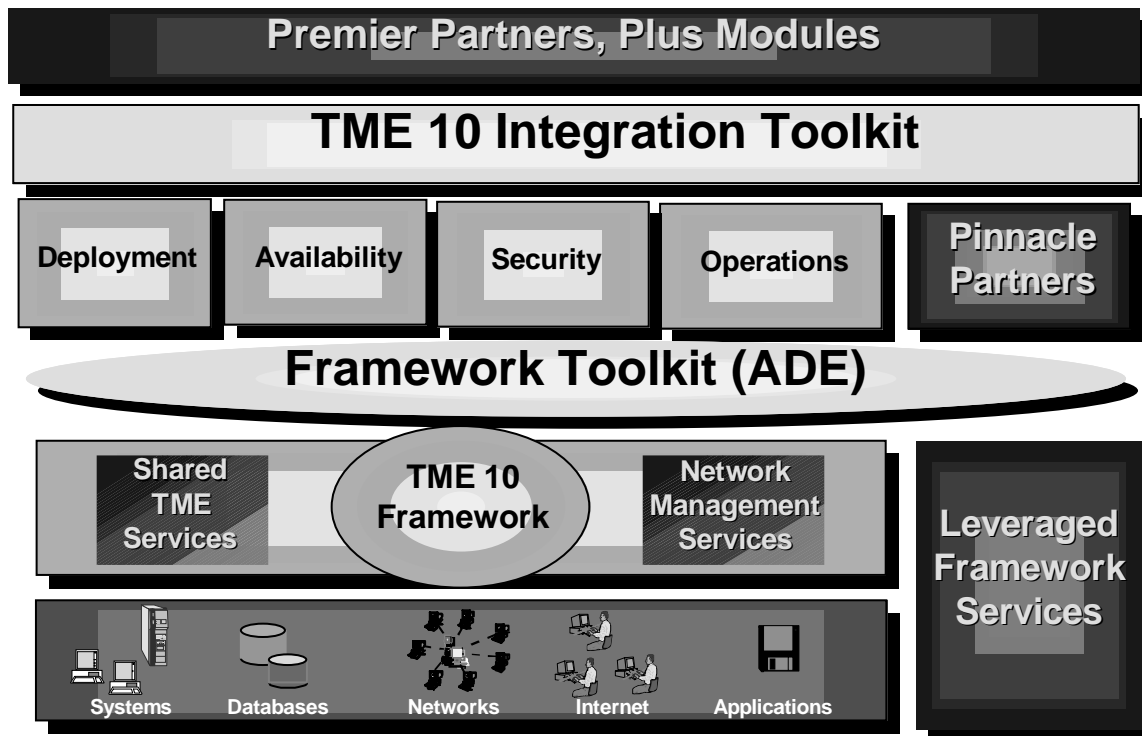 Premier Partners, Plus Modules
TME 10 Integration Toolkit
Deployment
Availability
Security
Operations
Pinnacle
Partners
Framework Toolkit (ADE)
Shared
TME
Services
TME 10
Framework
Network
Management
Services
Leveraged
Framework
Services
Systems
Databases
Networks
Internet
Applications